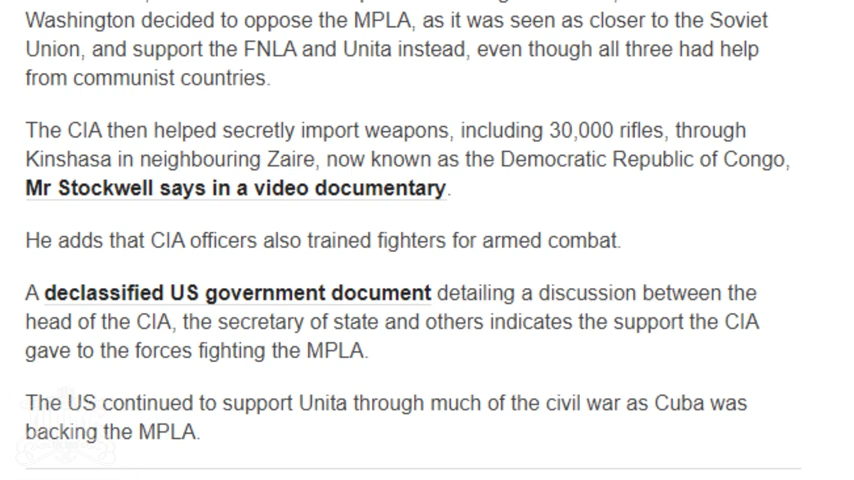 Washington decided to oppose the MPLA, as it was seen as closer to the Soviet
Union, and support the FNLA and Unita instead, even though all three had help
from communist countries.
The CIA then helped secretly import weapons, including 30,000 rifles, through
Kinshasa in neighbouring Zaire, now known as the Democratic Republic of Congo,
Mr Stockwell says in a video documentary.
He adds that CIA officers also trained fighters for armed combat.
A declassified US government document detailing a discussion between the
head of the CIA, the secretary of state and others indicates the support the CIA
gave to the forces fighting the MPLA.
The US continued to support Unita through much of the civil war as Cuba was
backing the MPLA.